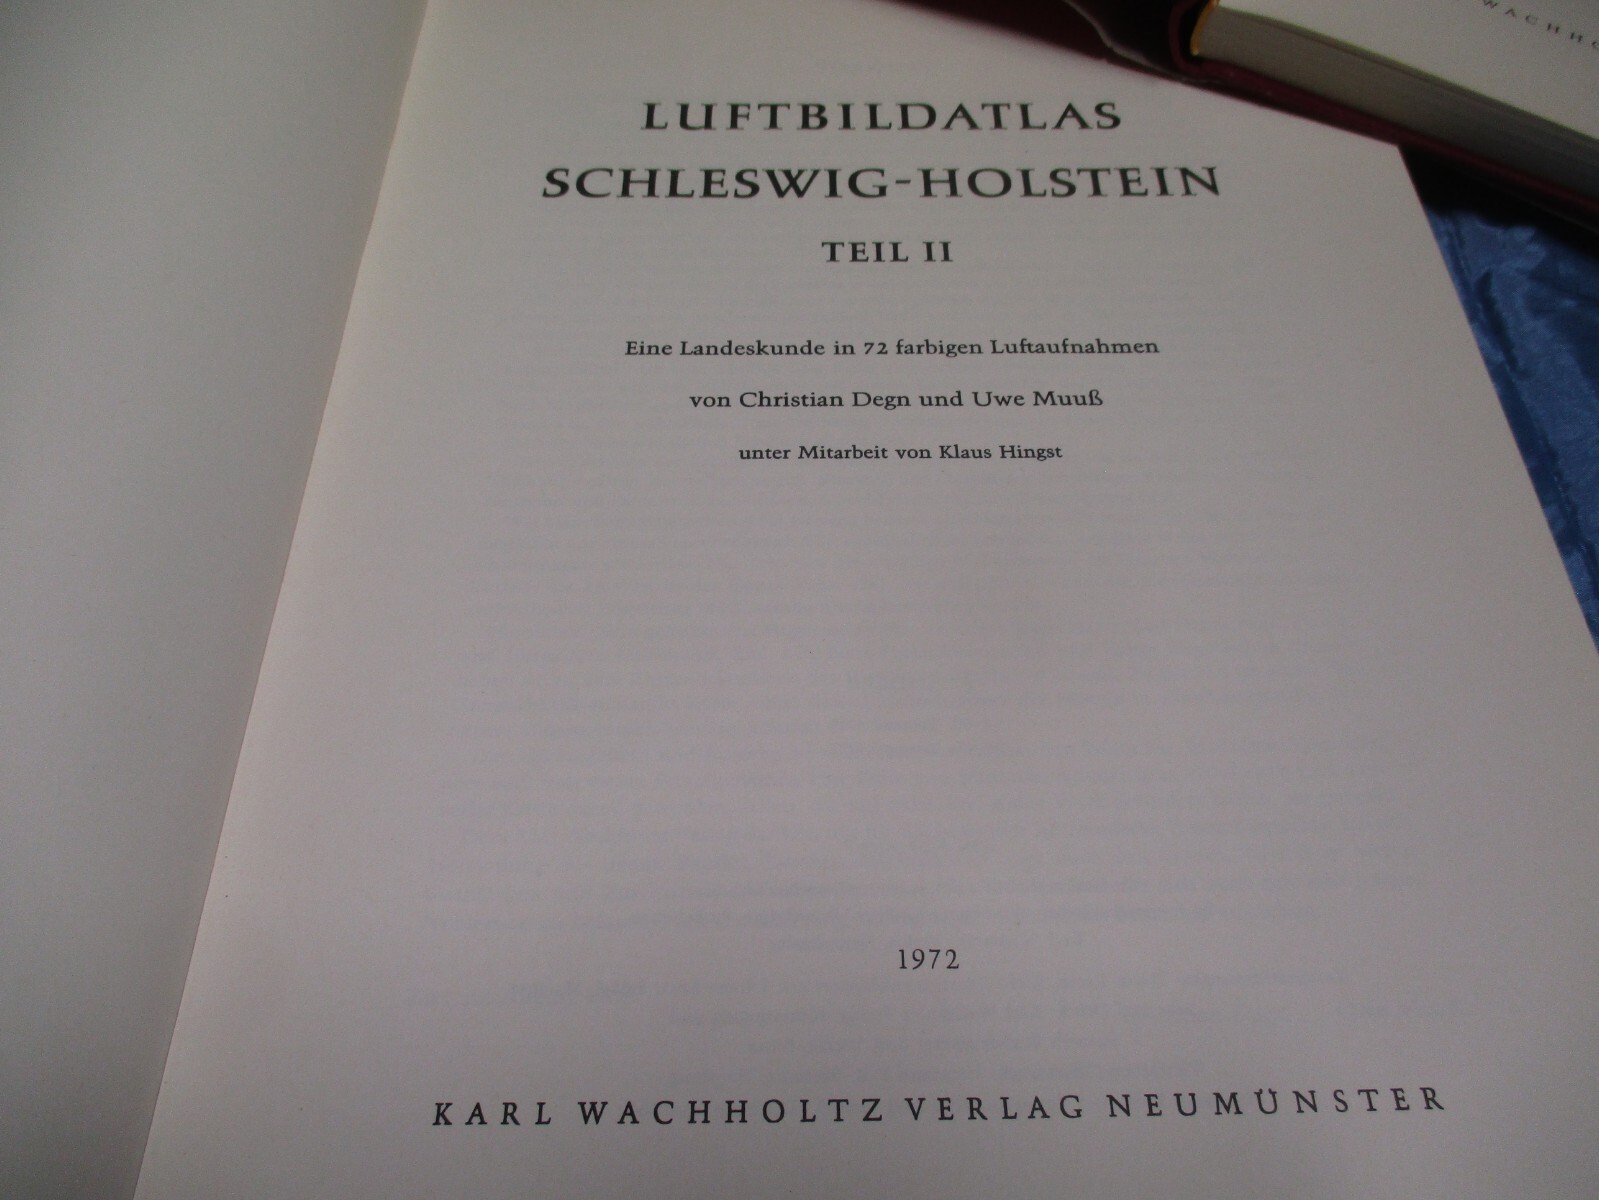 WACHHO
LUFTBILDATLAS
SCHLESWIG-HOLSTEIN
TEIL II
Eine Landeskunde in 72 farbigen Luftaufnahmen
von Christian Degn und Uwe Muuß
unter Mitarbeit von Klaus Hingst
1972
KARL WACHHOLTZ VERLAG NEUMÜNSTER